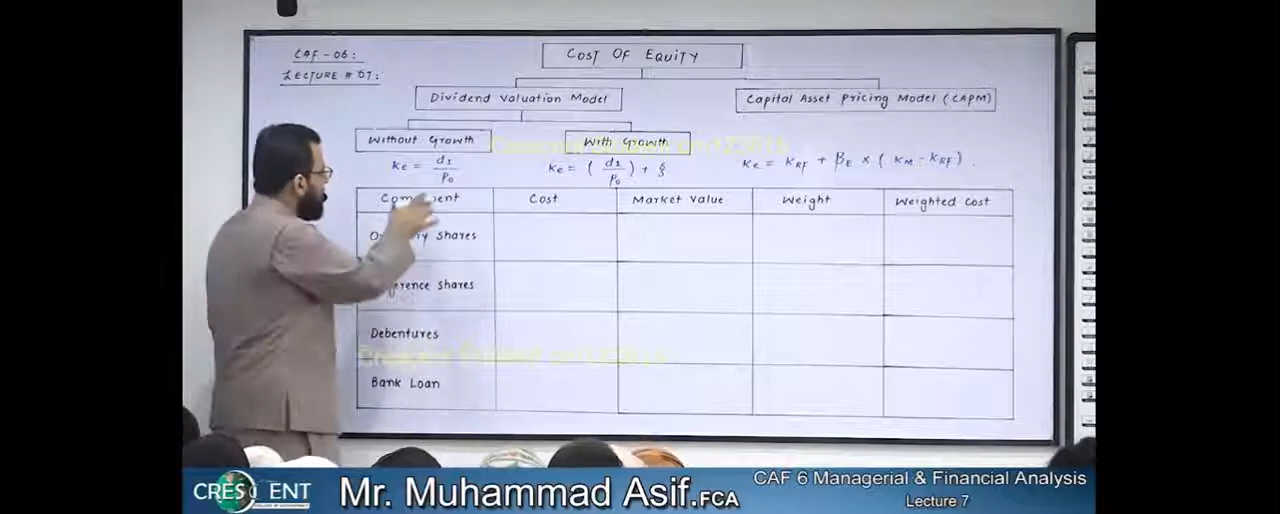 CAF - 06:
LECTURE # 07:
COST OF EQUITY
Dividend Valuation Model
Capital Asset Pricing Model (CAPM)
Without Growth
With Growth
Ke = d1 / P0
Ke = ( d1 / P0 ) + g
Ke = KRF + βE × ( KM - KRF ) .
Cost
Market Value
Weight
Weighted Cost
shares
shares
Debentures
Bank Loan
CRESCENT
Mr. Muhammad Asif.FCA
CAF 6 Managerial & Financial Analysis
Lecture 7